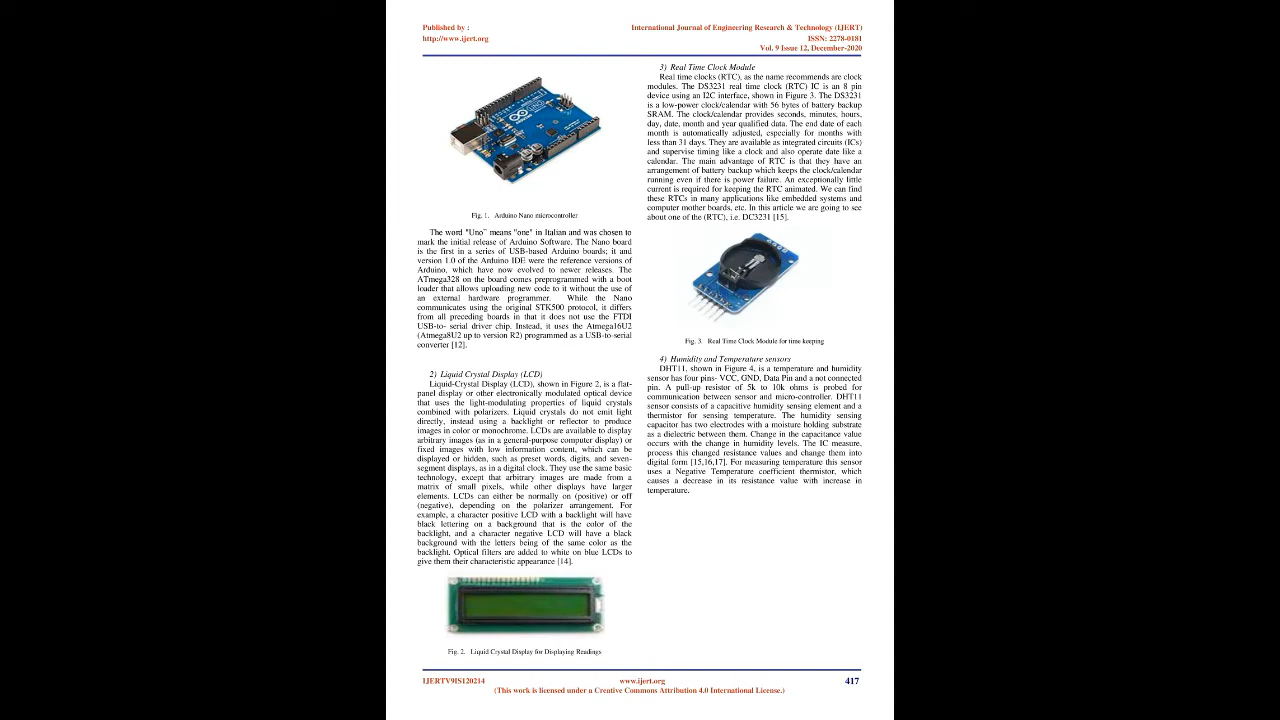 Published by :
http://www.ijert.org
International Journal of Engineering Research & Technology (IJERT)
ISSN: 2278-0181
Vol. 9 Issue 12, December-2020
Fig. 1. Arduino Nano microcontroller
The word "Uno" means "one" in Italian and was chosen to
mark the initial release of Arduino Software. The Nano board
is the first in a series of USB-based Arduino boards; it and
version 1.0 of the Arduino IDE were the reference versions of
Arduino, which have now evolved to newer releases. The
ATmega328 on the board comes preprogrammed with a boot
loader that allows uploading new code to it without the use of
an external hardware programmer. While the Nano
communicates using the original STK500 protocol, it differs
from all preceding boards in that it does not use the FTDI
USB-to- serial driver chip. Instead, it uses the Atmega16U2
(Atmega8U2 up to version R2) programmed as a USB-to-serial
converter [12].
2) Liquid Crystal Display (LCD)
Liquid-Crystal Display (LCD), shown in Figure 2, is a flat-
panel display or other electronically modulated optical device
that uses the light-modulating properties of liquid crystals
combined with polarizers. Liquid crystals do not emit light
directly, instead using a backlight or reflector to produce
images in color or monochrome. LCDs are available to display
arbitrary images (as in a general-purpose computer display) or
fixed images with low information content, which can be
displayed or hidden, such as preset words, digits, and seven-
segment displays, as in a digital clock. They use the same basic
technology, except that arbitrary images are made from a
matrix of small pixels, while other displays have larger
elements. LCDs can either be normally on (positive) or off
(negative), depending on the polarizer arrangement. For
example, a character positive LCD with a backlight will have
black lettering on a background that is the color of the
backlight, and a character negative LCD will have a black
background with the letters being of the same color as the
backlight. Optical filters are added to white on blue LCDs to
give them their characteristic appearance [14].
Fig. 2. Liquid Crystal Display for Displaying Readings
3) Real Time Clock Module
Real time clocks (RTC), as the name recommends are clock
modules. The DS3231 real time clock (RTC) IC is an 8 pin
device using an I2C interface, shown in Figure 3. The DS3231
is a low-power clock/calendar with 56 bytes of battery backup
SRAM. The clock/calendar provides seconds, minutes, hours,
day, date, month and year qualified data. The end date of each
month is automatically adjusted, especially for months with
less than 31 days. They are available as integrated circuits (ICs)
and supervise timing like a clock and also operate date like a
calendar. The main advantage of RTC is that they have an
arrangement of battery backup which keeps the clock/calendar
running even if there is power failure. An exceptionally little
current is required for keeping the RTC animated. We can find
these RTCs in many applications like embedded systems and
computer mother boards, etc. In this article we are going to see
about one of the (RTC), i.e. DC3231 [15].
Fig. 3. Real Time Clock Module for time keeping
4) Humidity and Temperature sensors
DHT11, shown in Figure 4, is a temperature and humidity
sensor has four pins- VCC, GND, Data Pin and a not connected
pin. A pull-up resistor of 5k to 10k ohms is probed for
communication between sensor and micro-controller. DHT11
sensor consists of a capacitive humidity sensing element and a
thermistor for sensing temperature. The humidity sensing
capacitor has two electrodes with a moisture holding substrate
as a dielectric between them. Change in the capacitance value
occurs with the change in humidity levels. The IC measure,
process this changed resistance values and change them into
digital form [15,16,17]. For measuring temperature this sensor
uses a Negative Temperature coefficient thermistor, which
causes a decrease in its resistance value with increase in
temperature.
IJERTV9IS120214
www.ijert.org
417
(This work is licensed under a Creative Commons Attribution 4.0 International License.)